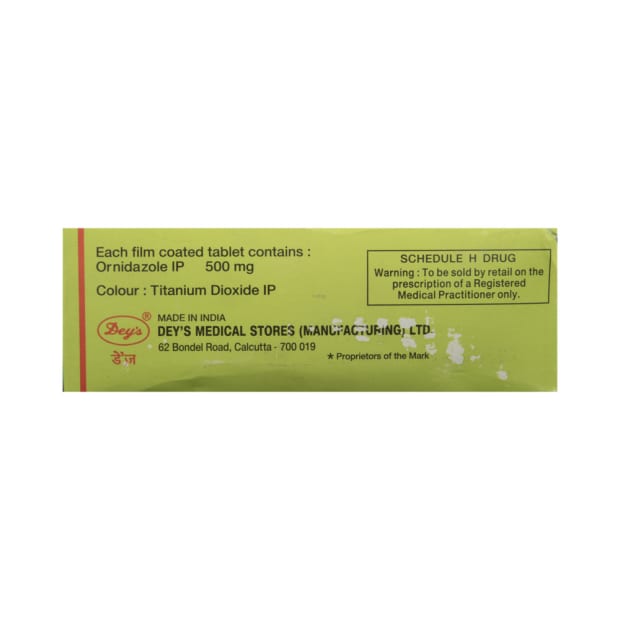 Each film coated tablet contains :
Ornidazole IP 500 mg
Colour : Titanium Dioxide IP
SCHEDULE H DRUG
Warning : To be sold by retail on the
prescription of a Registered
Medical Practitioner only.
Dey's ®
डे'ज़
MADE IN INDIA
DEY'S MEDICAL STORES (MANUFACTURING) LTD.
62 Bondel Road, Calcutta - 700 019
* Proprietors of the Mark